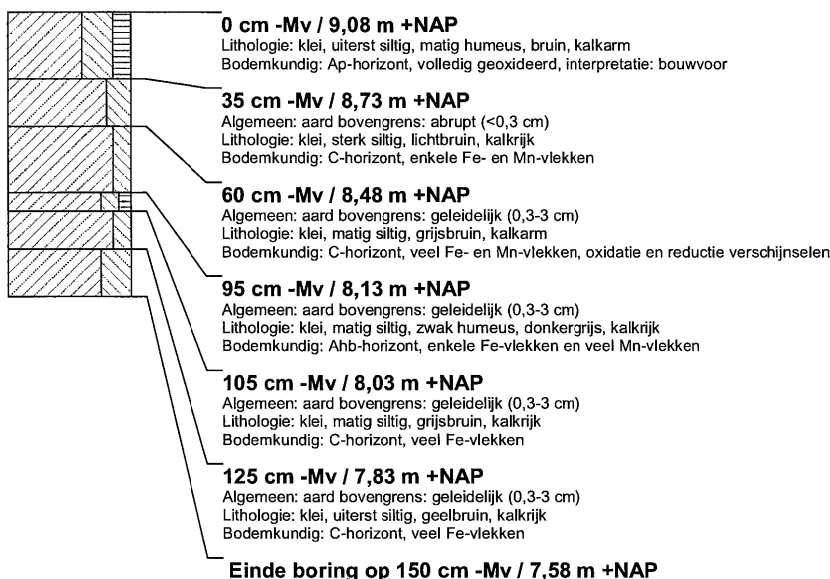 0 cm -Mv / 9,08 m +NAP
Lithologie: klei, uiterst siltig, matig humeus, bruin, kalkarm
Bodemkundig: Ap-horizont, volledig geoxideerd, interpretatie: bouwvoor
35 cm -Mv / 8,73 m +NAP
Algemeen: aard bovengrens: abrupt (<0,3 cm)
Lithologie: klei, sterk siltig, lichtbruin, kalkrijk
Bodemkundig: C-horizont, enkele Fe- en Mn-vlekken
60 cm -Mv / 8,48 m +NAP
Algemeen: aard bovengrens: geleidelijk (0,3-3 cm)
Lithologie: klei, matig siltig, grijsbruin, kalkarm
Bodemkundig: C-horizont, veel Fe- en Mn-vlekken, oxidatie en reductie verschijnselen
95 cm -Mv / 8,13 m +NAP
Algemeen: aard bovengrens: geleidelijk (0,3-3 cm)
Lithologie: klei, matig siltig, zwak humeus, donkergrijs, kalkrijk
Bodemkundig: Ahb-horizont, enkele Fe-vlekken en veel Mn-vlekken
105 cm -Mv / 8,03 m +NAP
Algemeen: aard bovengrens: geleidelijk (0,3-3 cm)
Lithologie: klei, matig siltig, grijsbruin, kalkrijk
Bodemkundig: C-horizont, veel Fe-vlekken
125 cm -Mv / 7,83 m +NAP
Algemeen: aard bovengrens: geleidelijk (0,3-3 cm)
Lithologie: klei, uiterst siltig, geelbruin, kalkrijk
Bodemkundig: C-horizont, veel Fe-vlekken
Einde boring op 150 cm -Mv / 7,58 m +NAP